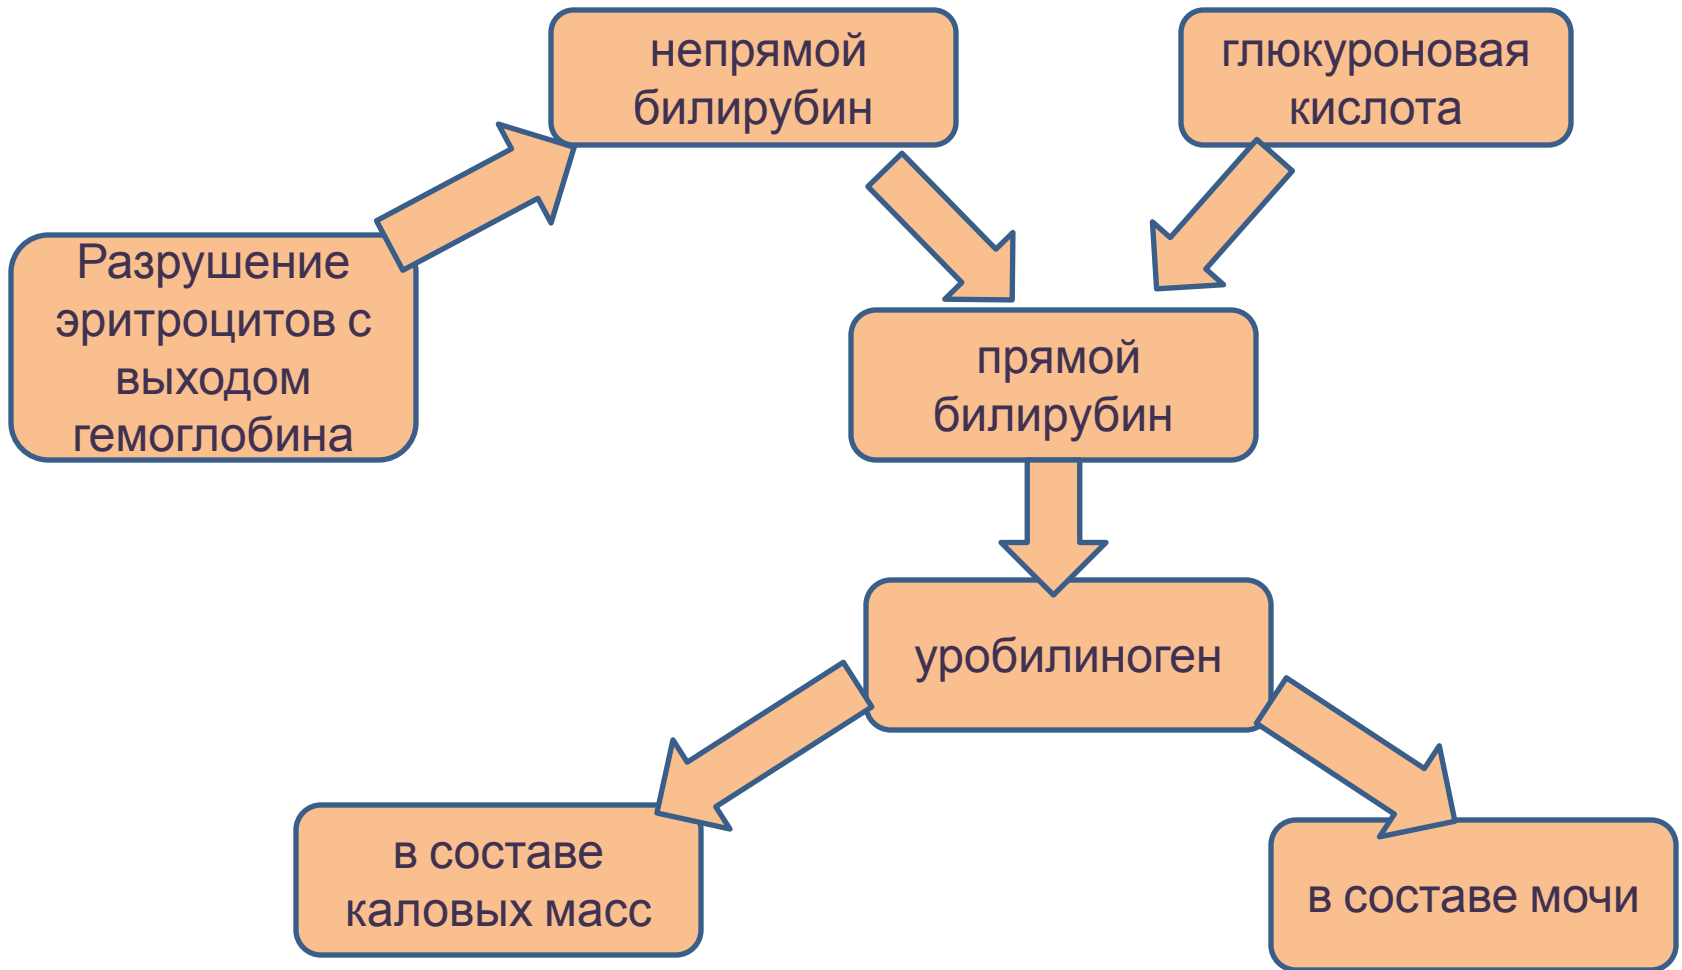 непрямой
билирубин
глюкуроновая
кислота
Разрушение
эритроцитов с
выходом
гемоглобина
прямой
билирубин
уробилиноген
в составе
каловых масс
в составе мочи